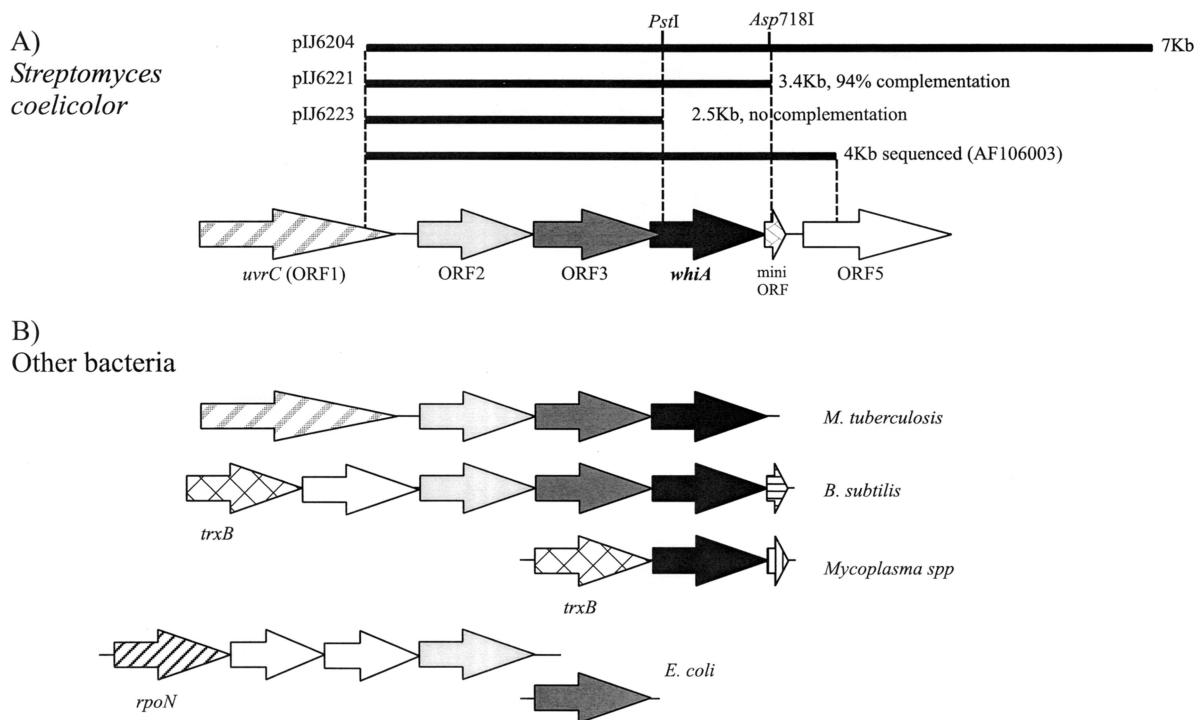 A)
Streptomyces
coelicolor
PstI
Asp718I
pIJ6204
7Kb
pIJ6221
3.4Kb, 94% complementation
pIJ6223
2.5Kb, no complementation
4Kb sequenced (AF106003)
uvrC (ORF1)
ORF2
ORF3
whiA
mini
ORF
ORF5
B)
Other bacteria
M. tuberculosis
B. subtilis
trxB
Mycoplasma spp
trxB
E. coli
rpoN